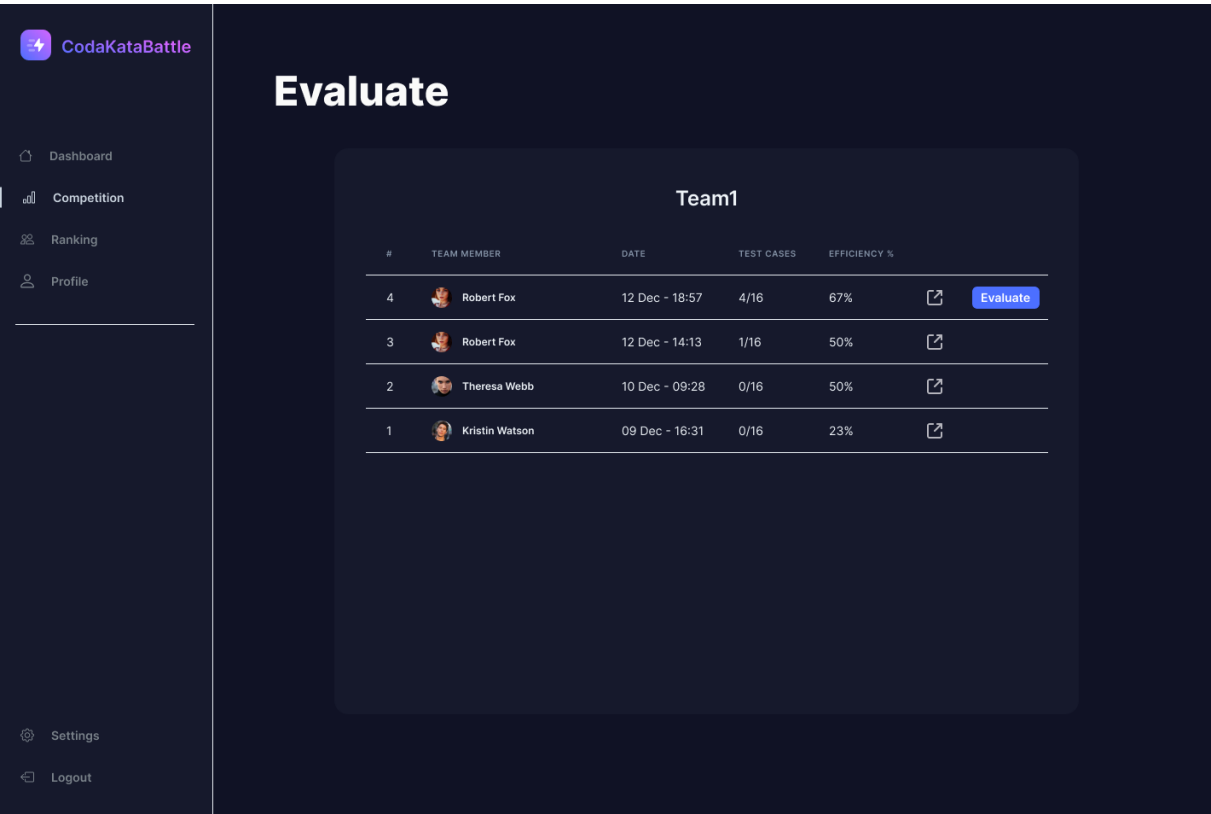 CodaKataBattle
Evaluate
Dashboard
Competition
Ranking
Profile
Team1
# TEAM MEMBER DATE TEST CASES EFFICIENCY %
4 Robert Fox 12 Dec - 18:57 4/16 67% Evaluate
3 Robert Fox 12 Dec - 14:13 1/16 50%
2 Theresa Webb 10 Dec - 09:28 0/16 50%
1 Kristin Watson 09 Dec - 16:31 0/16 23%
Settings
Logout